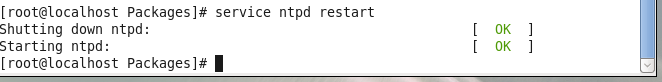 [root@localhost Packages]# service ntpd restart
Shutting down ntpd:                                        [  OK  ]
Starting ntpd:                                             [  OK  ]
[root@localhost Packages]#